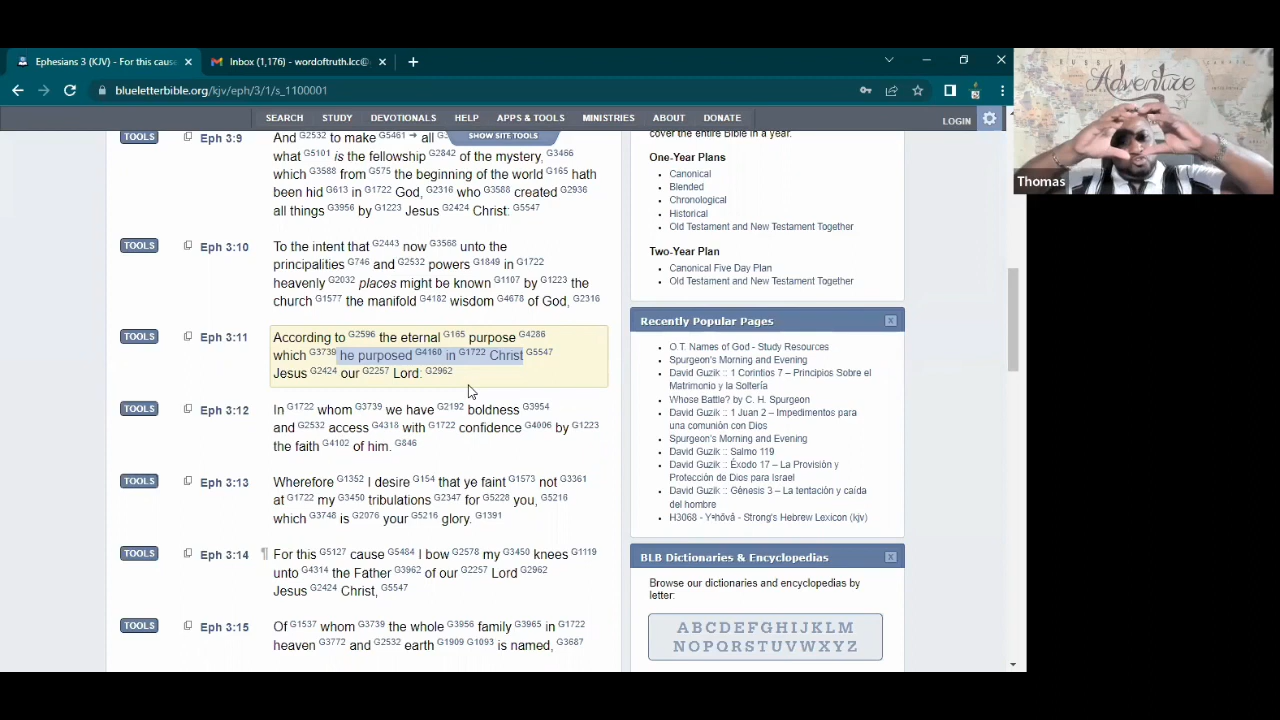 Ephesians 3 (KJV) - For this caus
Inbox (1,176) - wordoftruth.lcc@
blueletterbible.org/kjv/eph/3/1/s_1100001
SEARCH STUDY DEVOTIONALS HELP APPS & TOOLS MINISTRIES ABOUT DONATE LOGIN
SHOW SITE TOOLS
TOOLS Eph 3:9 And G2532 to make G5461 → all
what G5101 is the fellowship G2842 of the mystery, G3466
which G3588 from G575 the beginning of the world G165 hath
been hid G613 in G1722 God, G2316 who G3588 created G2936
all things G3956 by G1223 Jesus G2424 Christ: G5547
TOOLS Eph 3:10 To the intent that G2443 now G3568 unto the
principalities G746 and G2532 powers G1849 in G1722
heavenly G2032 places might be known G1107 by G1223 the
church G1577 the manifold G4182 wisdom G4678 of God, G2316
TOOLS Eph 3:11 According to G2596 the eternal G165 purpose G4286
which G3739 he purposed G4160 in G1722 Christ G5547
Jesus G2424 our G2257 Lord: G2962
TOOLS Eph 3:12 In G1722 whom G3739 we have G2192 boldness G3954
and G2532 access G4318 with G1722 confidence G4006 by G1223
the faith G4102 of him. G846
TOOLS Eph 3:13 Wherefore G1352 I desire G154 that ye faint G1573 not G3361
at G1722 my G3450 tribulations G2347 for G5228 you, G5216
which G3748 is G2076 your G5216 glory. G1391
TOOLS Eph 3:14 ¶ For this G5127 cause G5484 I bow G2578 my G3450 knees G1119
unto G4314 the Father G3962 of our G2257 Lord G2962
Jesus G2424 Christ, G5547
TOOLS Eph 3:15 Of G1537 whom G3739 the whole G3956 family G3965 in G1722
heaven G3772 and G2532 earth G1909 G1093 is named, G3687
cover the entire Bible in a year.
One-Year Plans
Canonical
Blended
Chronological
Historical
Old Testament and New Testament Together
Two-Year Plan
Canonical Five Day Plan
Old Testament and New Testament Together
Recently Popular Pages
O.T. Names of God - Study Resources
Spurgeon's Morning and Evening
David Guzik :: 1 Corintios 7 – Principios Sobre el
Matrimonio y la Soltería
Whose Battle? by C. H. Spurgeon
David Guzik :: 1 Juan 2 – Impedimentos para
una comunión con Dios
Spurgeon's Morning and Evening
David Guzik :: Salmo 119
David Guzik :: Éxodo 17 – La Provisión y
Protección de Dios para Israel
David Guzik :: Génesis 3 – La tentación y caída
del hombre
H3068 - Yᵊhōvâ - Strong's Hebrew Lexicon (kjv)
BLB Dictionaries & Encyclopedias
Browse our dictionaries and encyclopedias by
letter:
A B C D E F G H I J K L M
N O P Q R S T U V W X Y Z
Adventure
Thomas